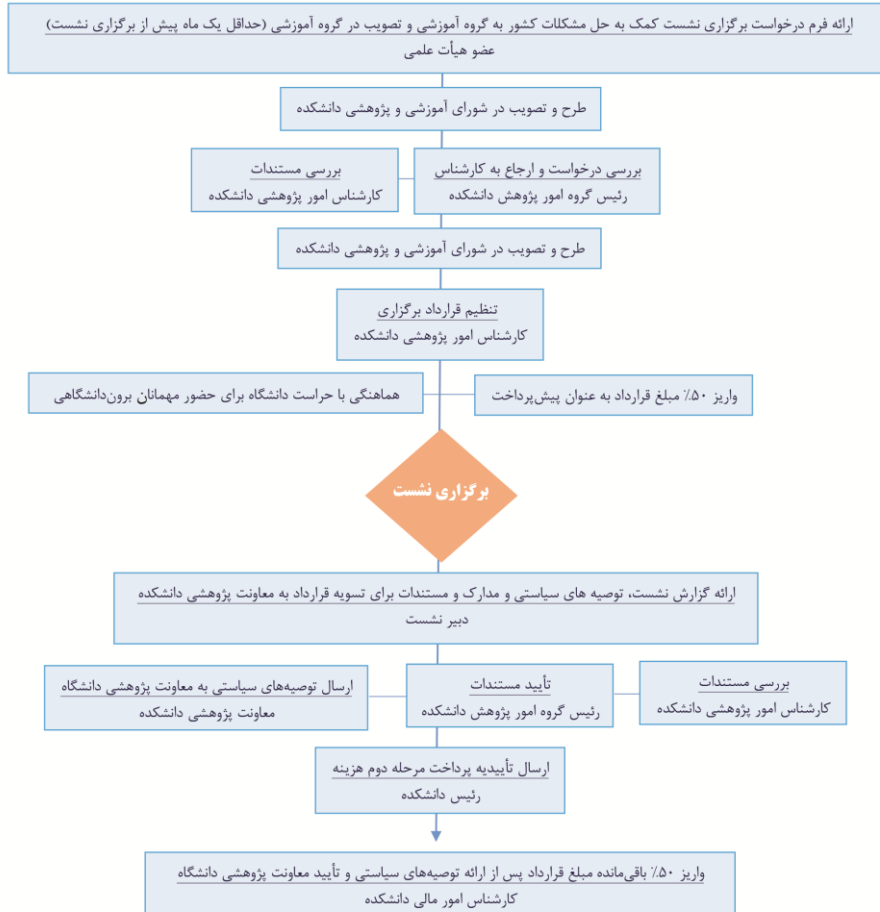 ارائه فرم درخواست برگزاری نشست کمک به حل مشکلات کشور به گروه آموزشی و تصویب در گروه آموزشی (حداقل یک ماه پیش از برگزاری نشست)
عضو هیأت علمی
طرح و تصویب در شورای آموزشی و پژوهشی دانشکده
بررسی درخواست و ارجاع به کارشناس
رئیس گروه امور پژوهش دانشکده
بررسی مستندات
کارشناس امور پژوهشی دانشکده
طرح و تصویب در شورای آموزشی و پژوهشی دانشکده
تنظیم قرارداد برگزاری
کارشناس امور پژوهشی دانشکده
واریز ۵۰٪ مبلغ قرارداد به عنوان پیش‌پرداخت
هماهنگی با حراست دانشگاه برای حضور مهمانان برون‌دانشگاهی
برگزاری نشست
ارائه گزارش نشست، توصیه های سیاستی و مدارک و مستندات برای تسویه قرارداد به معاونت پژوهشی دانشکده
دبیر نشست
بررسی مستندات
کارشناس امور پژوهشی دانشکده
تأیید مستندات
رئیس گروه امور پژوهش دانشکده
ارسال توصیه‌های سیاستی به معاونت پژوهشی دانشگاه
معاونت پژوهشی دانشکده
ارسال تأییدیه پرداخت مرحله دوم هزینه
رئیس دانشکده
واریز ۵۰٪ باقی‌مانده مبلغ قرارداد پس از ارائه توصیه‌های سیاستی و تأیید معاونت پژوهشی دانشگاه
کارشناس امور مالی دانشکده